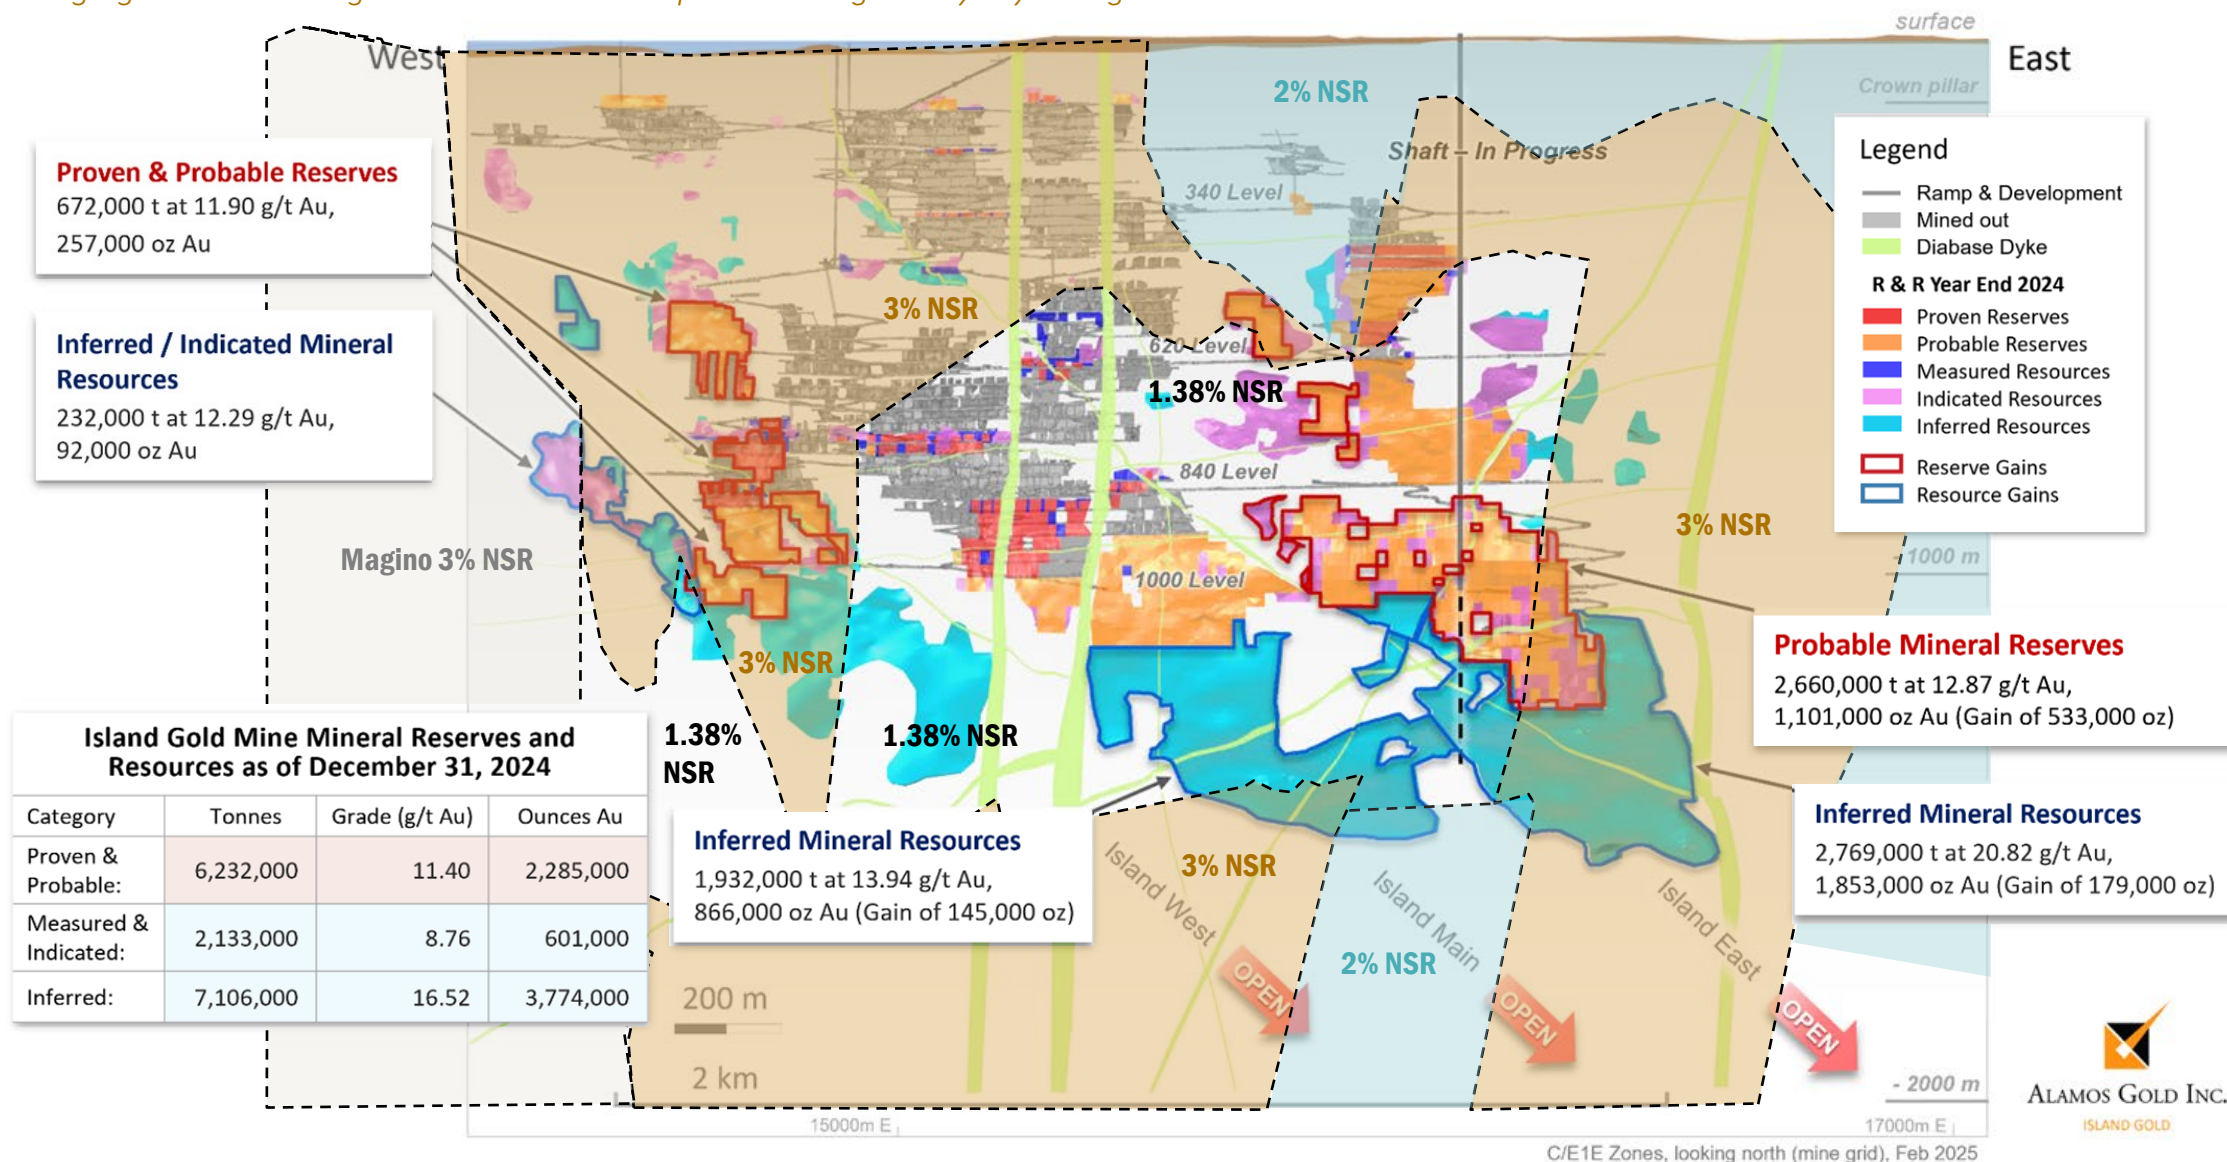 surface
West
East
Crown pillar
2% NSR
Shaft – In Progress
340 Level
Proven & Probable Reserves
672,000 t at 11.90 g/t Au,
257,000 oz Au
Inferred / Indicated Mineral
Resources
232,000 t at 12.29 g/t Au,
92,000 oz Au
3% NSR
620 Level
1.38% NSR
840 Level
1000 Level
Magino 3% NSR
3% NSR
1.38%
NSR
1.38% NSR
3% NSR
Legend
Ramp & Development
Mined out
Diabase Dyke
R & R Year End 2024
Proven Reserves
Probable Reserves
Measured Resources
Indicated Resources
Inferred Resources
Reserve Gains
Resource Gains
- 1000 m
Probable Mineral Reserves
2,660,000 t at 12.87 g/t Au,
1,101,000 oz Au (Gain of 533,000 oz)
Inferred Mineral Resources
2,769,000 t at 20.82 g/t Au,
1,853,000 oz Au (Gain of 179,000 oz)
Island Gold Mine Mineral Reserves and
Resources as of December 31, 2024
Category Tonnes Grade (g/t Au) Ounces Au
Proven &
Probable: 6,232,000 11.40 2,285,000
Measured &
Indicated: 2,133,000 8.76 601,000
Inferred: 7,106,000 16.52 3,774,000
Inferred Mineral Resources
1,932,000 t at 13.94 g/t Au,
866,000 oz Au (Gain of 145,000 oz)
Island West
3% NSR
Island Main
Island East
2% NSR
OPEN
OPEN
OPEN
200 m
2 km
- 2000 m
15000m E
17000m E
ALAMOS GOLD INC.
ISLAND GOLD
C/E1E Zones, looking north (mine grid), Feb 2025